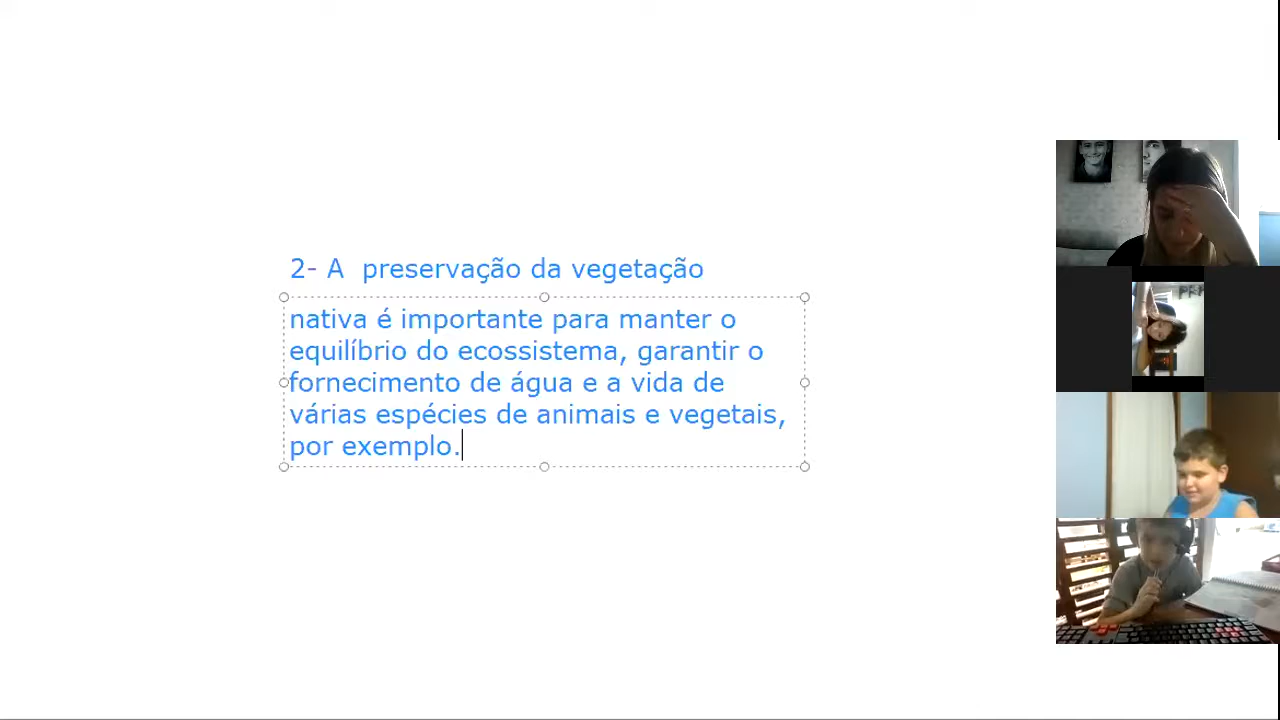 2- A  preservação da vegetação
nativa é importante para manter o
equilíbrio do ecossistema, garantir o
fornecimento de água e a vida de
várias espécies de animais e vegetais,
por exemplo.